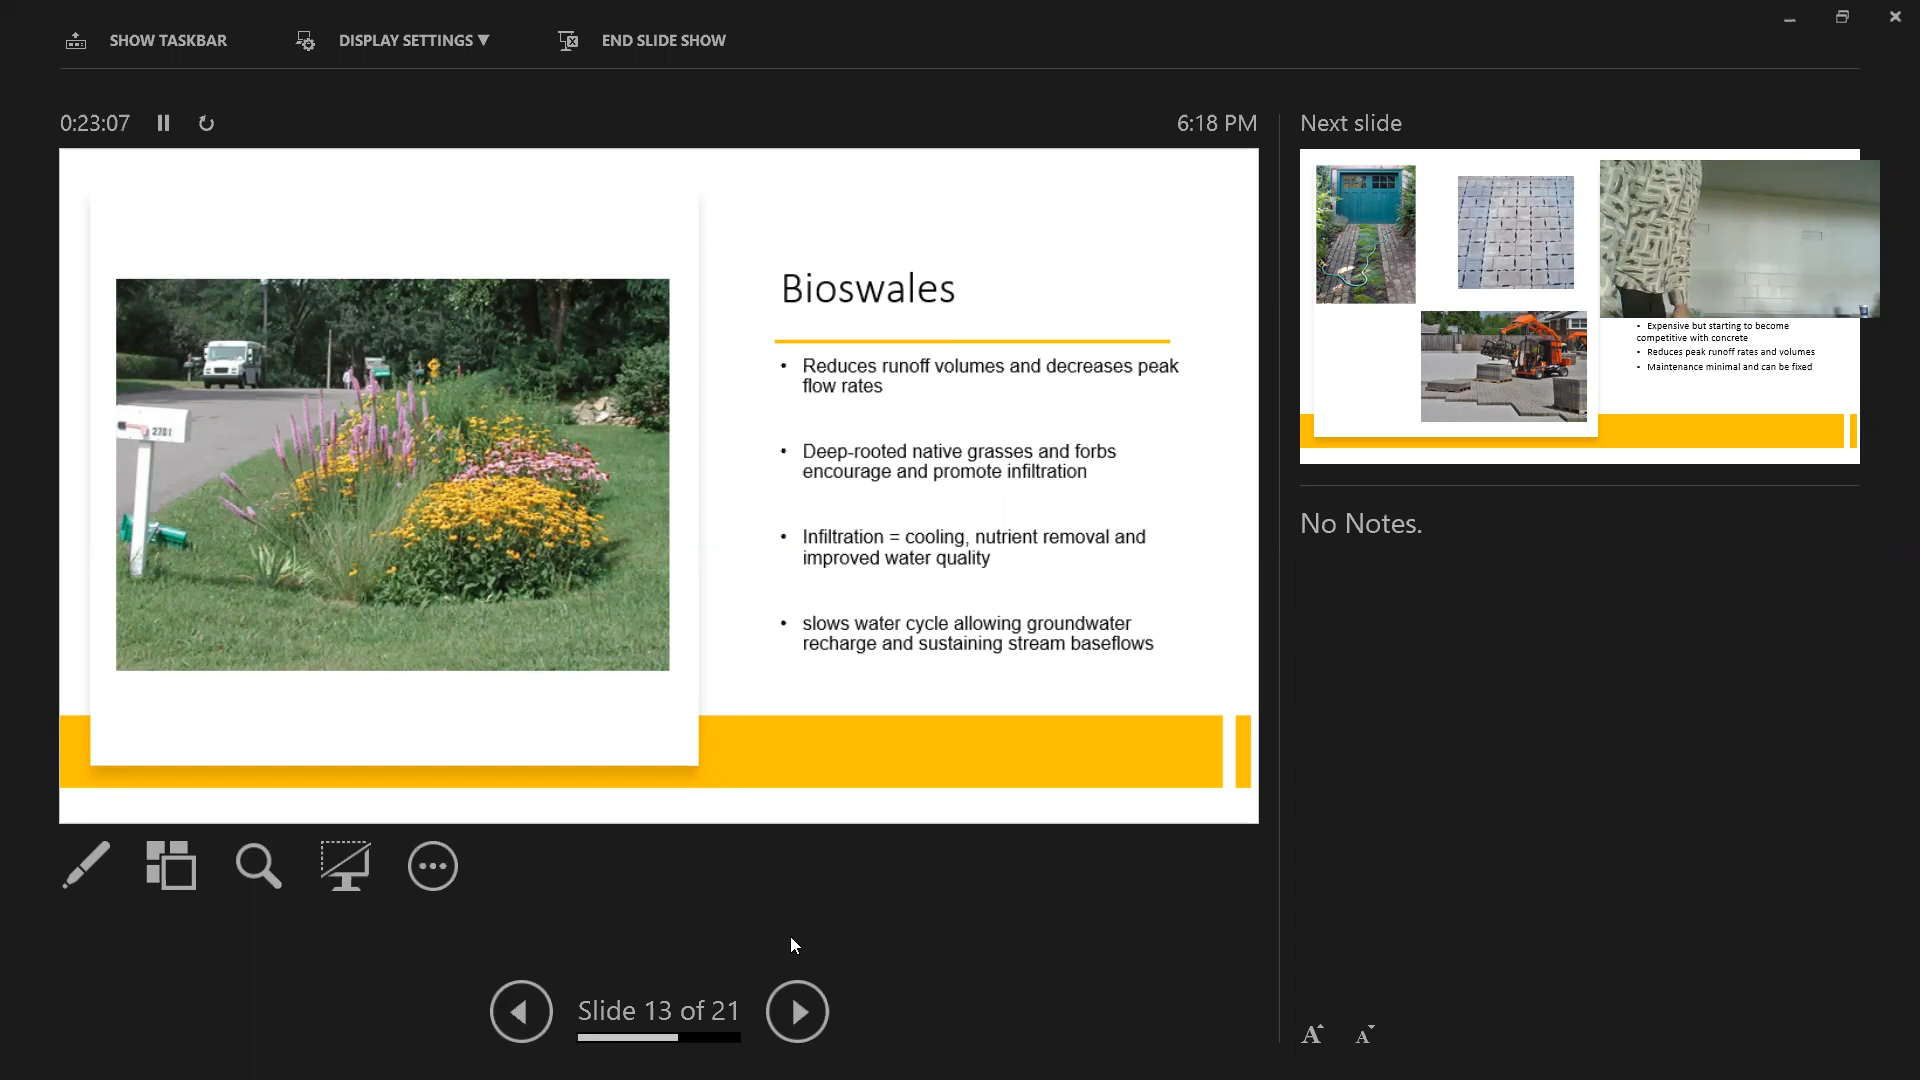 SHOW TASKBAR
DISPLAY SETTINGS ▼
END SLIDE SHOW
0:23:07
6:18 PM
Next slide
Bioswales
• Reduces runoff volumes and decreases peak
flow rates
• Deep-rooted native grasses and forbs
encourage and promote infiltration
• Infiltration = cooling, nutrient removal and
improved water quality
• slows water cycle allowing groundwater
recharge and sustaining stream baseflows
2701
• Expensive but starting to become
competitive with concrete
• Reduces peak runoff rates and volumes
• Maintenance minimal and can be fixed
No Notes.
Slide 13 of 21
A A